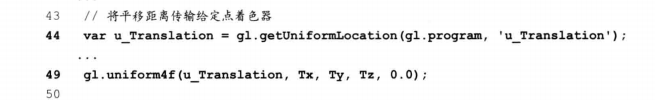 43 // 将平移距离传输给定点着色器
44 var u_Translation = gl.getUniformLocation(gl.program, 'u_Translation');
...
49 gl.uniform4f(u_Translation, Tx, Ty, Tz, 0.0);
50